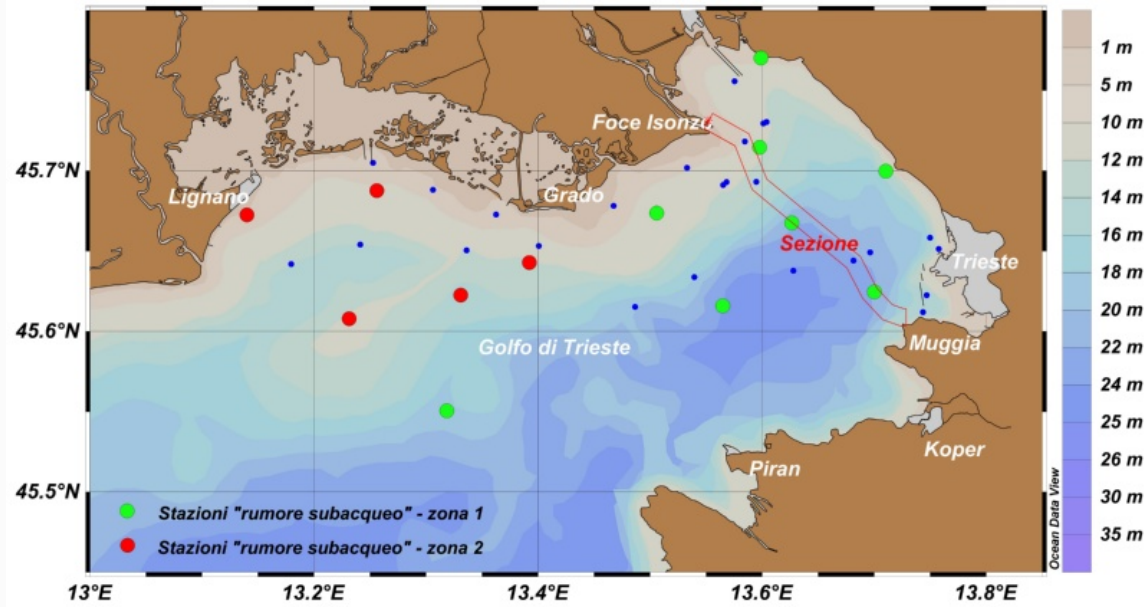 1 m
5 m
Foce Isonzo
10 m
12 m
45.7°N
Lignano
Grado
14 m
16 m
Sezione
Trieste
18 m
20 m
45.6°N
Golfo di Trieste
Muggia
22 m
24 m
Koper
Piran
26 m
45.5°N
30 m
Stazioni "rumore subacqueo" - zona 1
35 m
Stazioni "rumore subacqueo" - zona 2
Ocean Data View
13°E
13.2°E
13.4°E
13.6°E
13.8°E